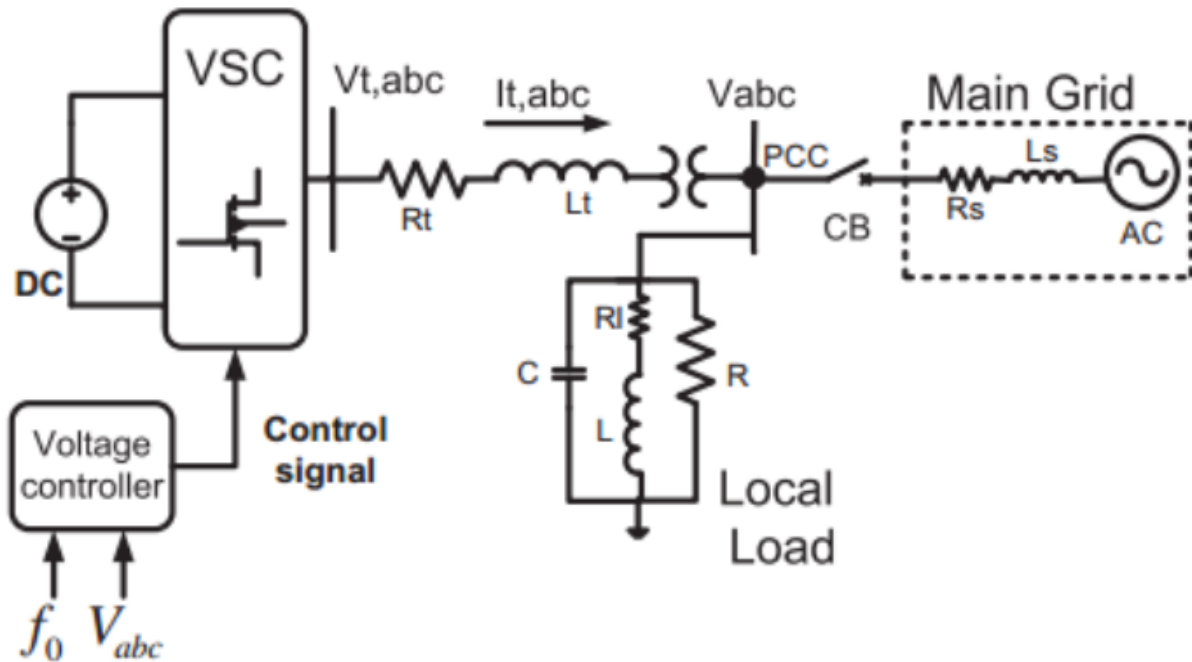 VSC
Vt,abc
It,abc
Vabc
Main Grid
PCC
Ls
Rt
Lt
CB
Rs
AC
DC
Rl
C
R
L
Control
signal
Voltage
controller
Local
Load
f₀ V_abc